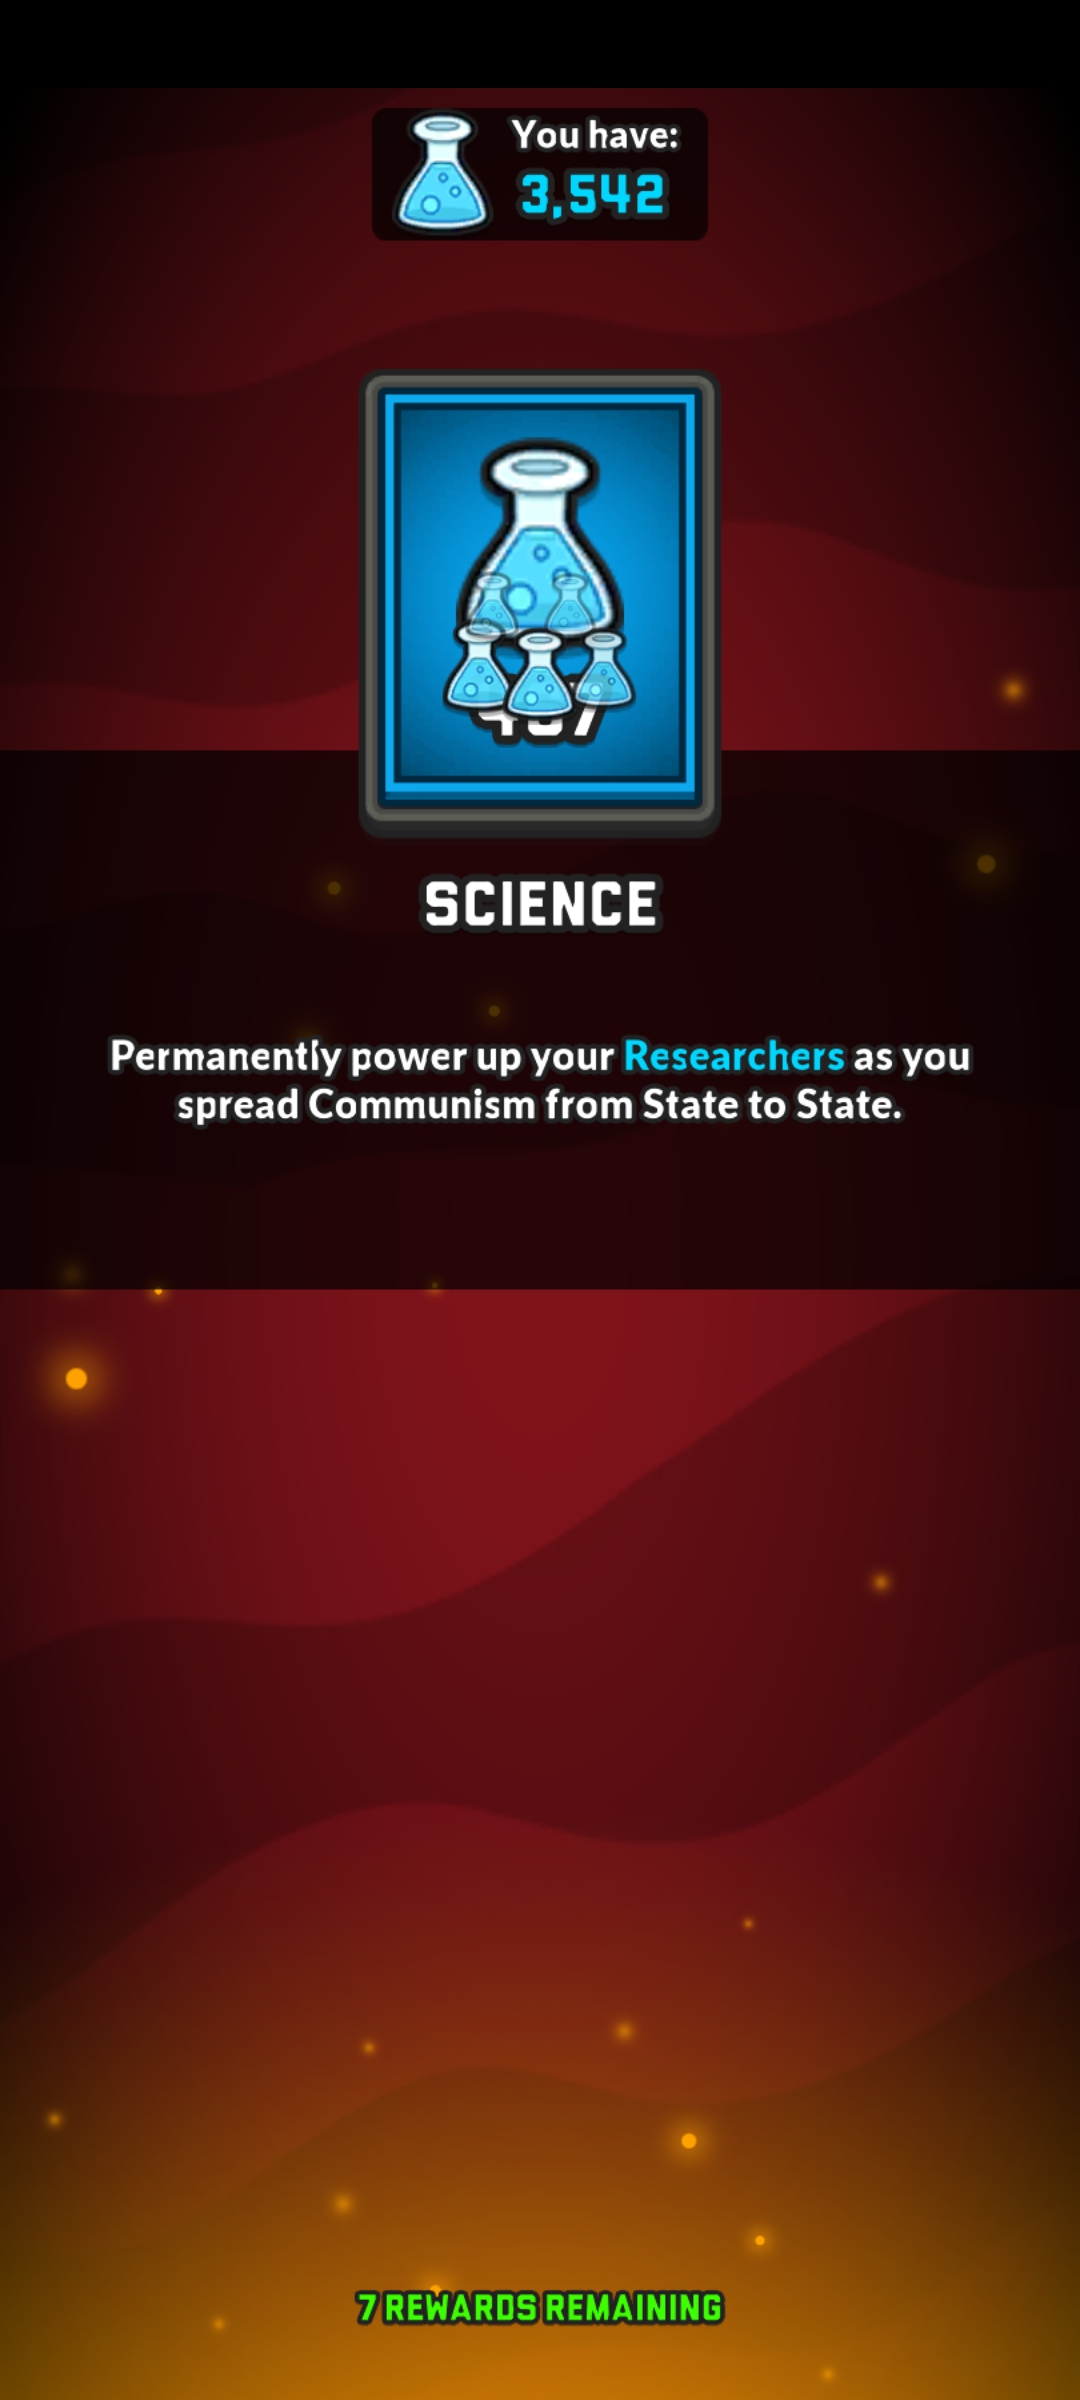 You have:
3,542
SCIENCE
Permanently power up your Researchers as you
spread Communism from State to State.
7 REWARDS REMAINING